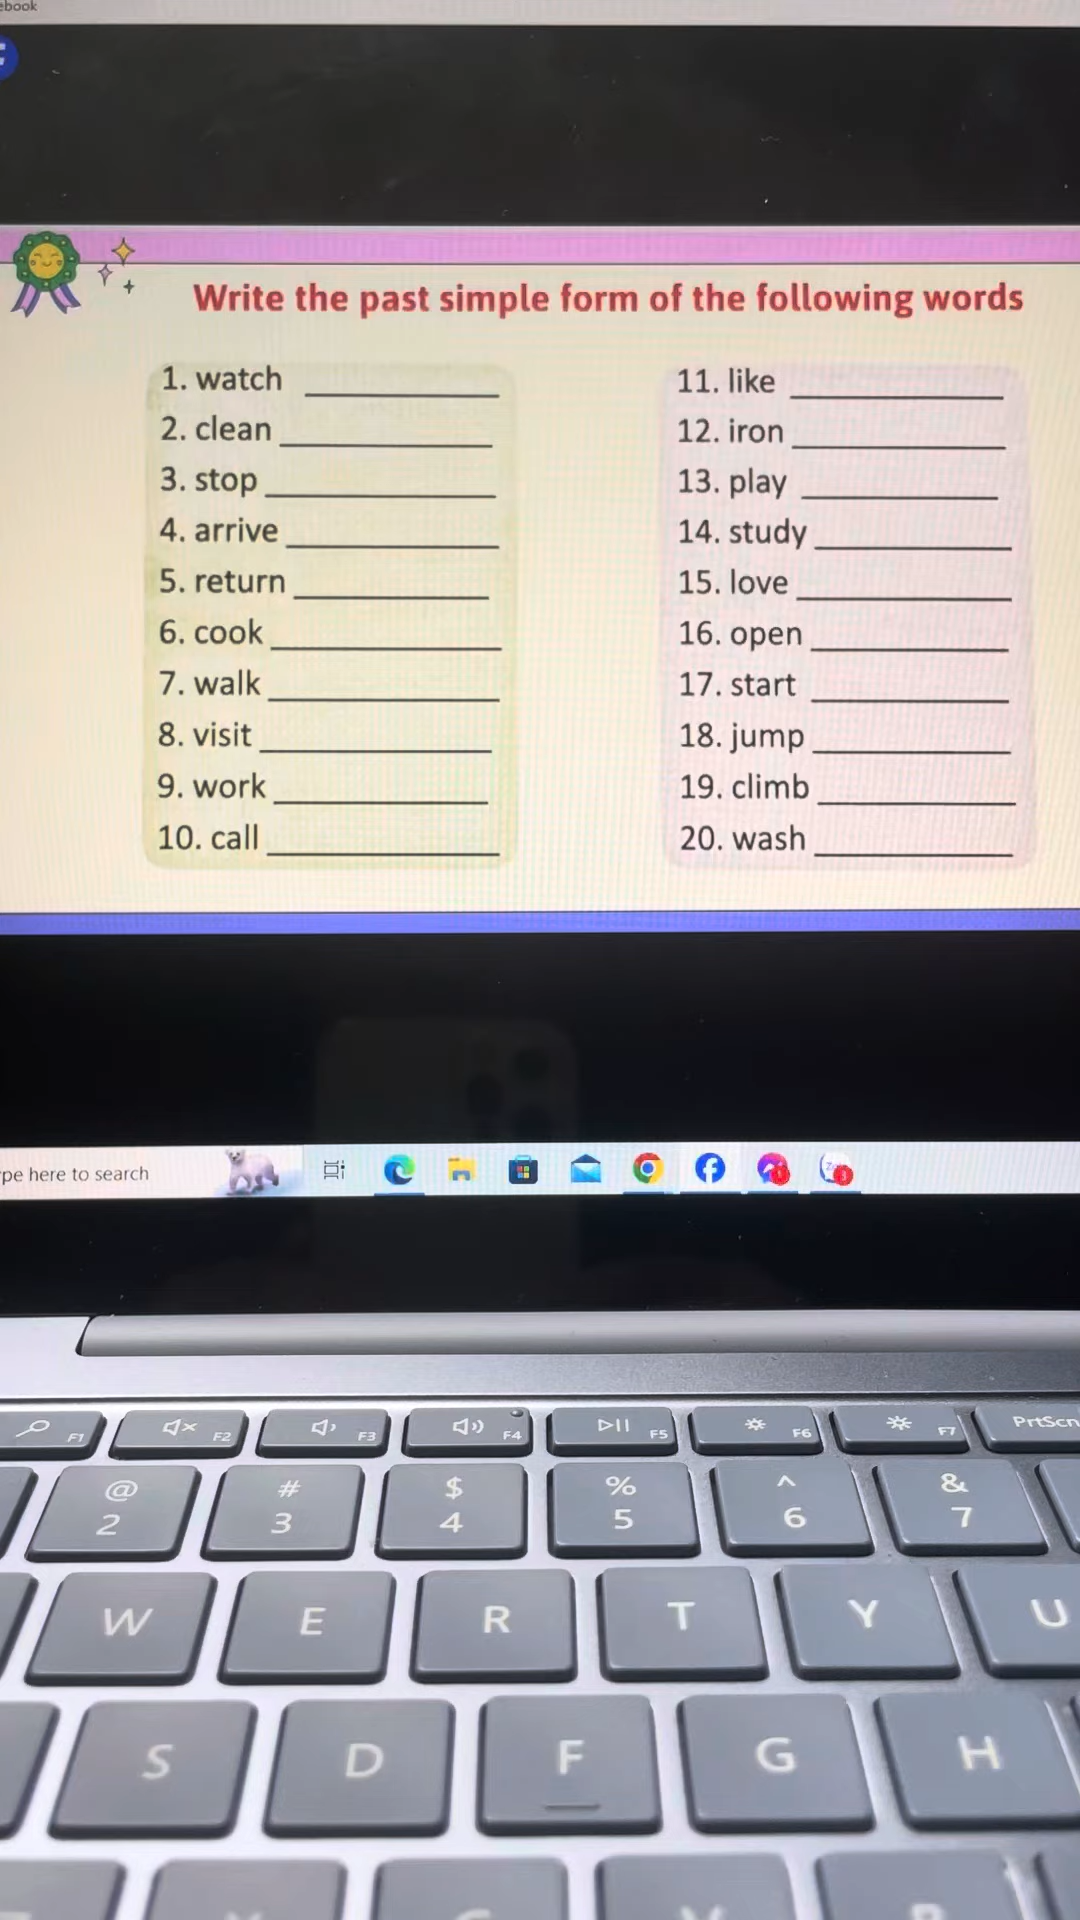 ebook
Write the past simple form of the following words
1. watch
2. clean
3. stop
4. arrive
5. return
6. cook
7. walk
8. visit
9. work
10. call
11. like
12. iron
13. play
14. study
15. love
16. open
17. start
18. jump
19. climb
20. wash
pe here to search
F1 F2 F3 F4 F5 F6 F7 PrtScn
@ # $ % ^ &
2 3 4 5 6 7
W E R T Y U
S D F G H